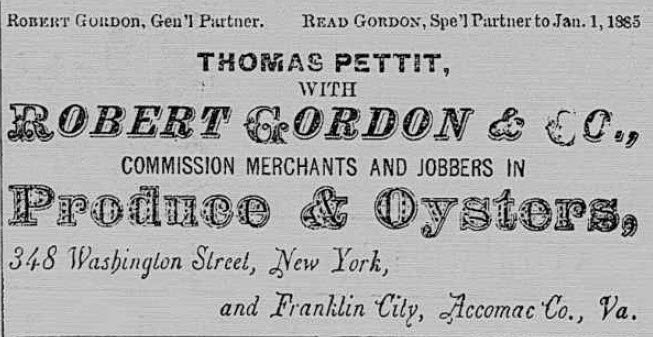 ROBERT GORDON, Gen'l Partner. READ GORDON, Spe'l Partner to Jan. 1, 1885
THOMAS PETTIT,
WITH
ROBERT GORDON & CO.,
COMMISSION MERCHANTS AND JOBBERS IN
Produce & Oysters,
348 Washington Street, New York,
and Franklin City, Accomac Co., Va.